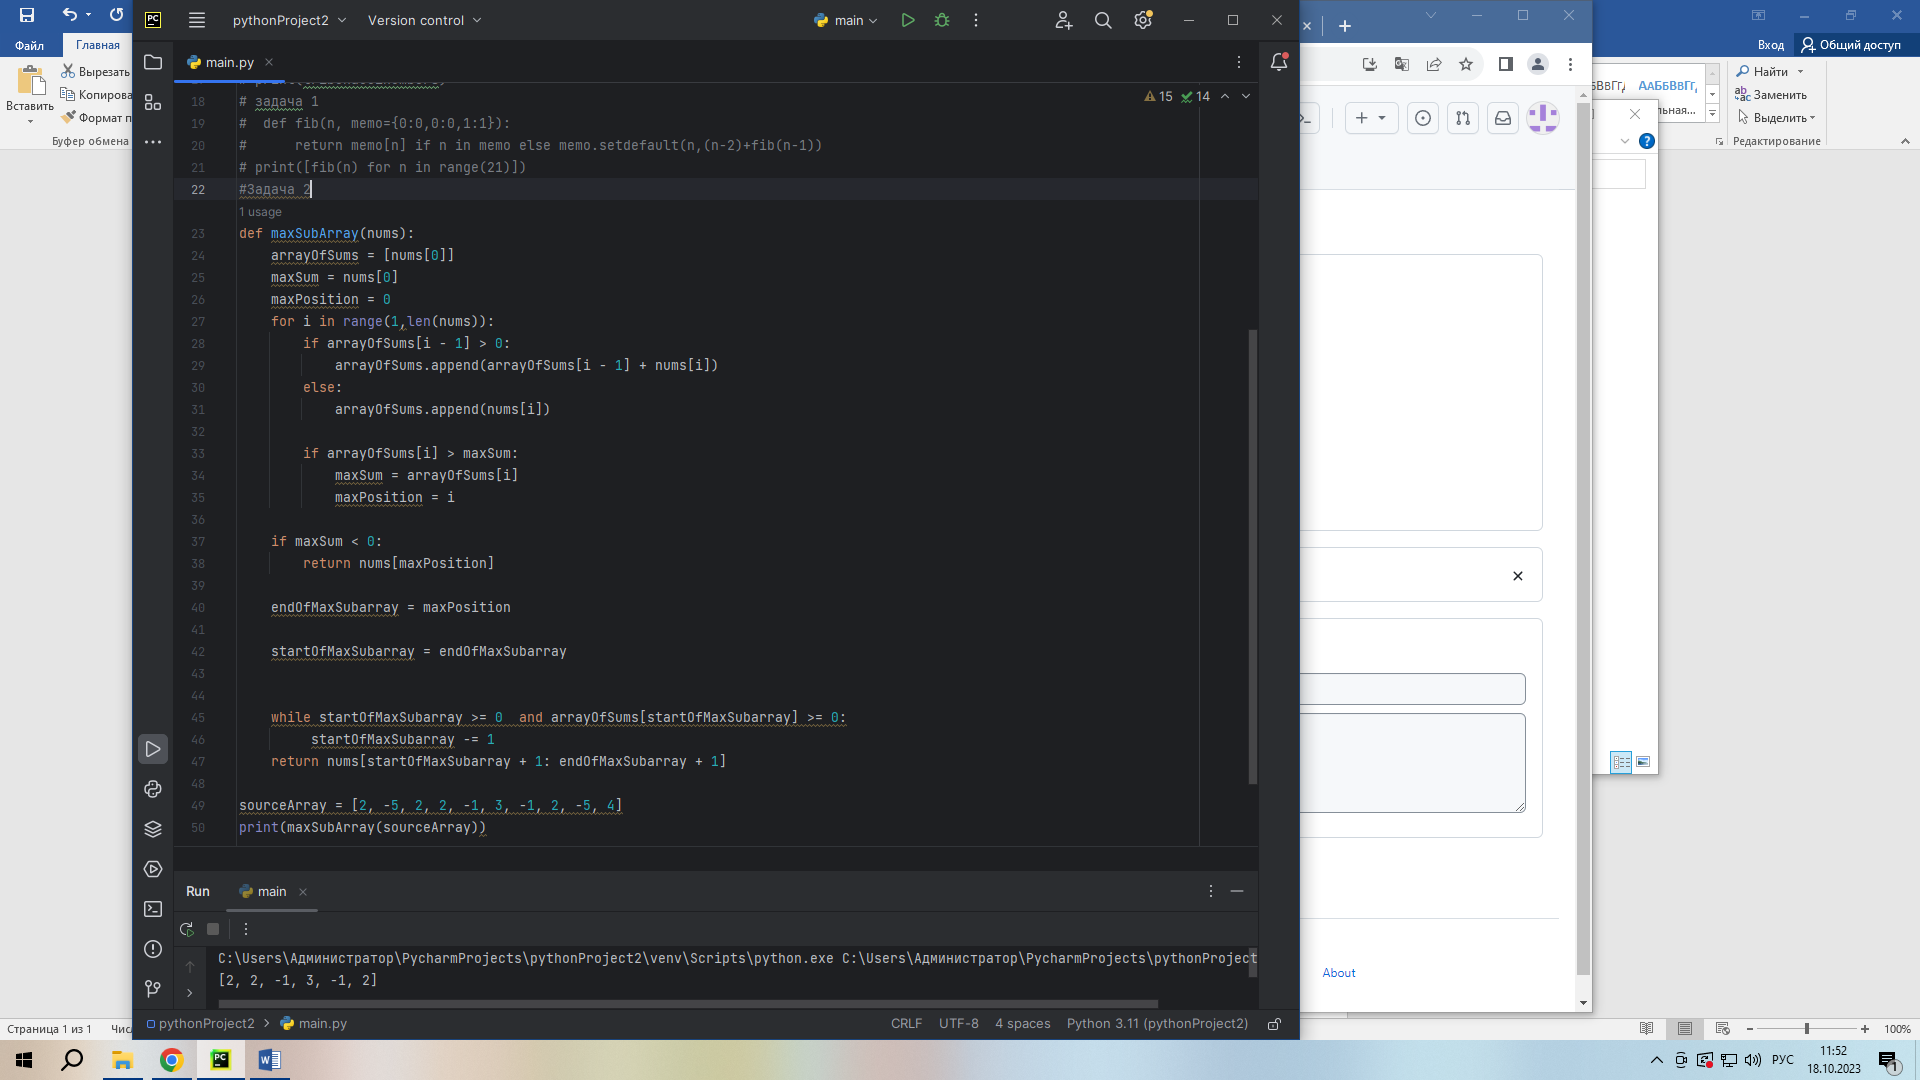 pythonProject2
Version control
main
Файл
Главная
Вход
Общий доступ
main.py
Вставить
Вырезать
Буфер обмена
Найти
Заменить
Выделить
Редактирование
15
14
18 # задача 1
19 #  def fib(n, memo={0:0,0:0,1:1}):
20 #      return memo[n] if n in memo else memo.setdefault(n,(n-2)+fib(n-1))
21 # print([fib(n) for n in range(21)])
22 #Задача 2
1 usage
23 def maxSubArray(nums):
24     arrayOfSums = [nums[0]]
25     maxSum = nums[0]
26     maxPosition = 0
27     for i in range(1,len(nums)):
28         if arrayOfSums[i - 1] > 0:
29             arrayOfSums.append(arrayOfSums[i - 1] + nums[i])
30         else:
31             arrayOfSums.append(nums[i])
32
33         if arrayOfSums[i] > maxSum:
34             maxSum = arrayOfSums[i]
35             maxPosition = i
36
37     if maxSum < 0:
38         return nums[maxPosition]
39
40     endOfMaxSubarray = maxPosition
41
42     startOfMaxSubarray = endOfMaxSubarray
43
44
45     while startOfMaxSubarray >= 0  and arrayOfSums[startOfMaxSubarray] >= 0:
46          startOfMaxSubarray -= 1
47     return nums[startOfMaxSubarray + 1: endOfMaxSubarray + 1]
48
49 sourceArray = [2, -5, 2, 2, -1, 3, -1, 2, -5, 4]
50 print(maxSubArray(sourceArray))
Run
main
C:\Users\Администратор\PycharmProjects\pythonProject2\venv\Scripts\python.exe C:\Users\Администратор\PycharmProjects\pythonProject
[2, 2, -1, 3, -1, 2]
About
pythonProject2 > main.py
CRLF
UTF-8
4 spaces
Python 3.11 (pythonProject2)
Страница 1 из 1
100%
РУС
11:52
18.10.2023
1